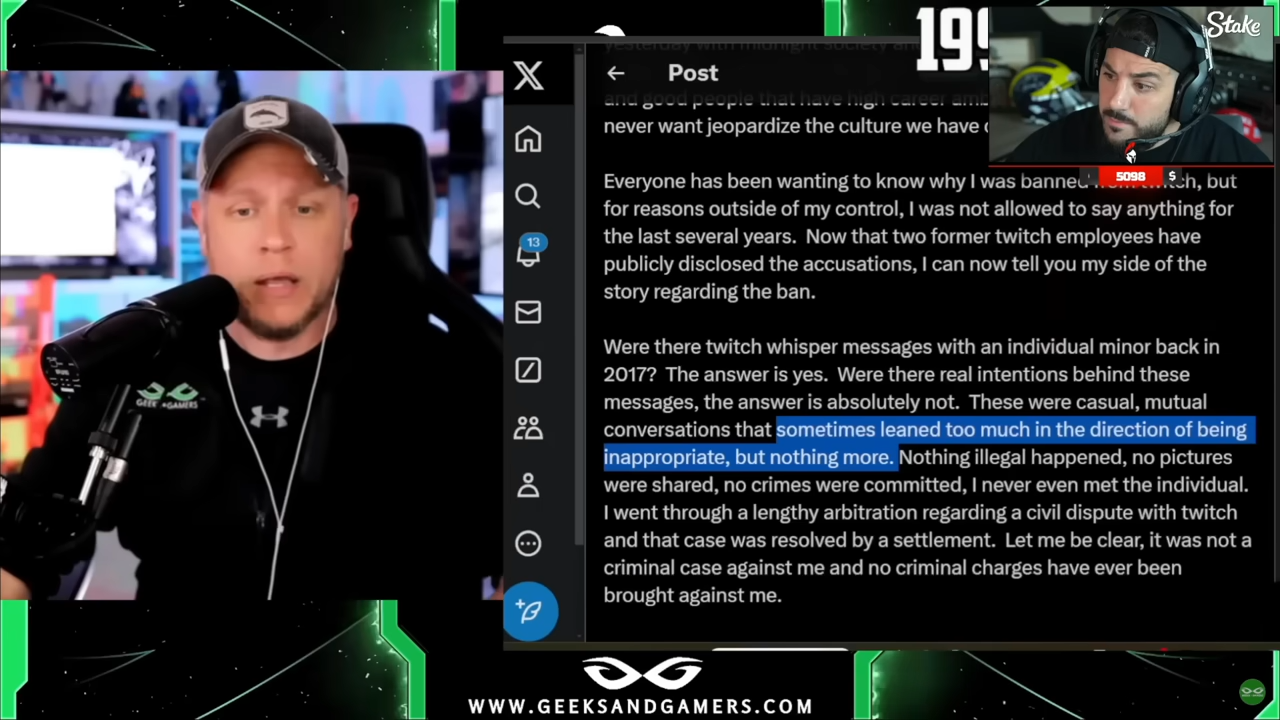 199
Stake
5098 $
yesterday with midnight society and
Post
and good people that have high career amb
never want jeopardize the culture we have
Everyone has been wanting to know why I was banned from twitch, but
for reasons outside of my control, I was not allowed to say anything for
the last several years. Now that two former twitch employees have
publicly disclosed the accusations, I can now tell you my side of the
story regarding the ban.
Were there twitch whisper messages with an individual minor back in
2017? The answer is yes. Were there real intentions behind these
messages, the answer is absolutely not. These were casual, mutual
conversations that sometimes leaned too much in the direction of being
inappropriate, but nothing more. Nothing illegal happened, no pictures
were shared, no crimes were committed, I never even met the individual.
I went through a lengthy arbitration regarding a civil dispute with twitch
and that case was resolved by a settlement. Let me be clear, it was not a
criminal case against me and no criminal charges have ever been
brought against me.
13
GEEKS GAMERS
WWW.GEEKSANDGAMERS.COM